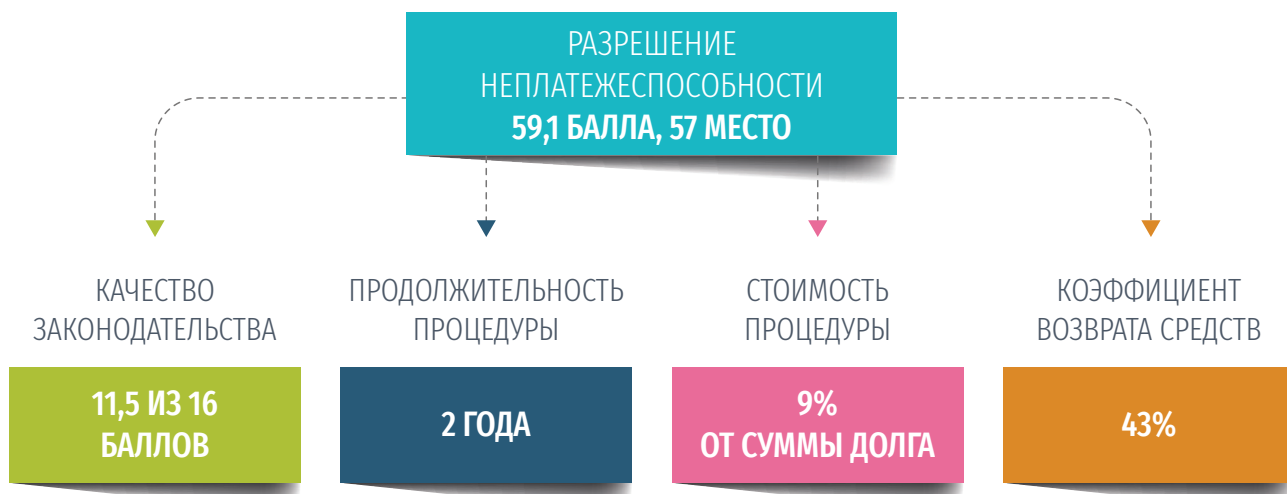 РАЗРЕШЕНИЕ
НЕПЛАТЕЖЕСПОСОБНОСТИ
59,1 БАЛЛА, 57 МЕСТО
КАЧЕСТВО
ЗАКОНОДАТЕЛЬСТВА
11,5 ИЗ 16
БАЛЛОВ
ПРОДОЛЖИТЕЛЬНОСТЬ
ПРОЦЕДУРЫ
2 ГОДА
СТОИМОСТЬ
ПРОЦЕДУРЫ
9%
ОТ СУММЫ ДОЛГА
КОЭФФИЦИЕНТ
ВОЗВРАТА СРЕДСТВ
43%